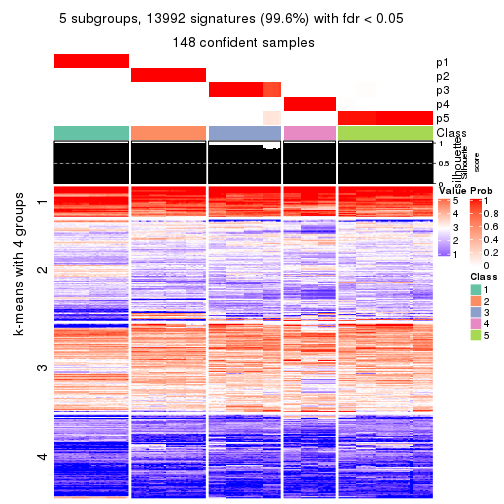 5 subgroups, 13992 signatures (99.6%) with fdr < 0.05
148 confident samples
p1
p2
p3
p4
p5
Class
1
0.5
0
silhouette
Silhouette
score
k-means with 4 groups
1
2
3
4
Value
5
4
3
2
1
Prob
1
0.8
0.6
0.4
0.2
0
Class
1
2
3
4
5